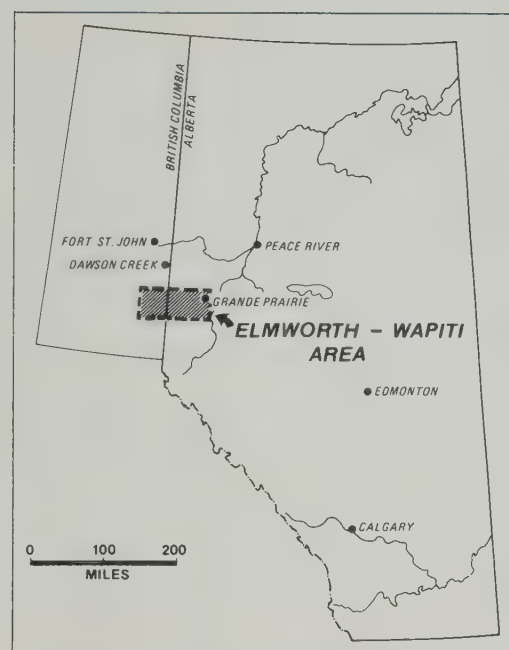 BRITISH COLUMBIA
ALBERTA
FORT ST. JOHN
PEACE RIVER
DAWSON CREEK
GRANDE PRAIRIE
ELMWORTH – WAPITI
AREA
EDMONTON
CALGARY
0 100 200
MILES